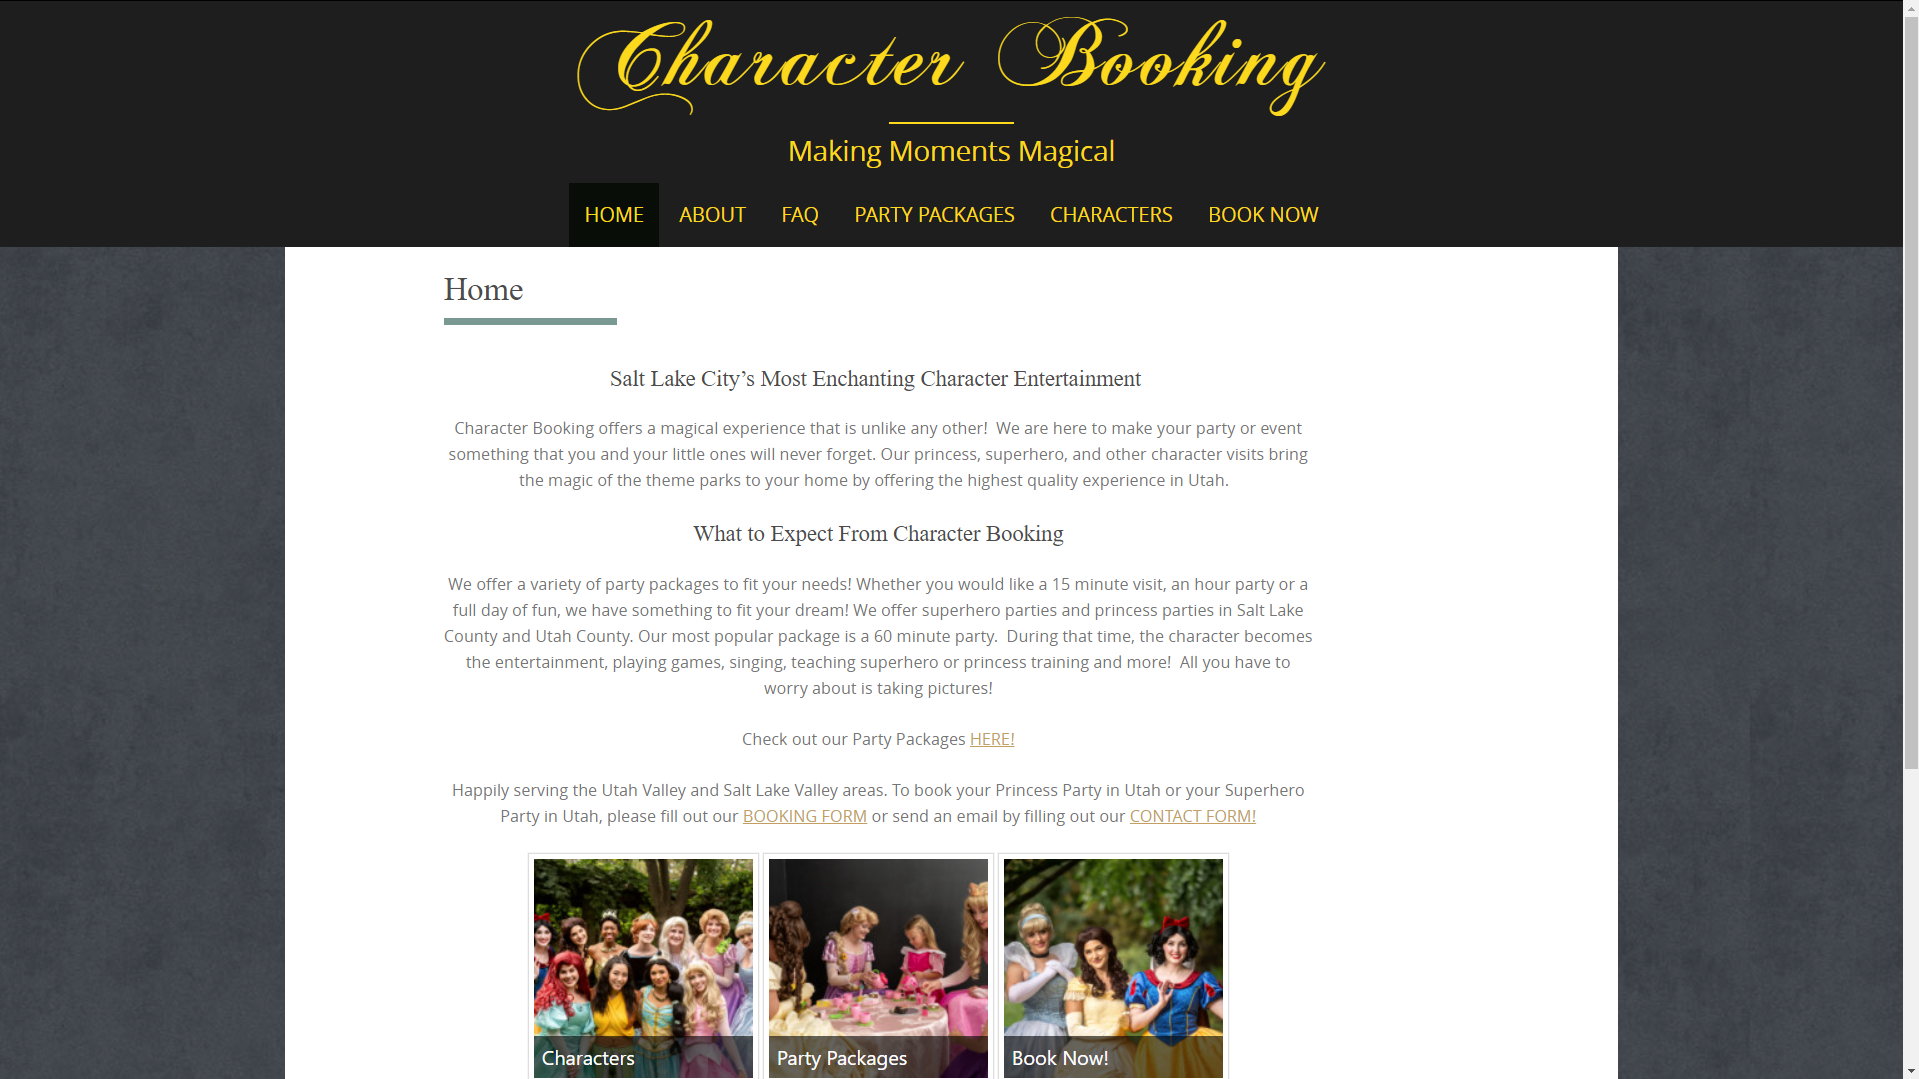 Character Booking
Making Moments Magical
HOME ABOUT FAQ PARTY PACKAGES CHARACTERS BOOK NOW
Home
Salt Lake City’s Most Enchanting Character Entertainment
Character Booking offers a magical experience that is unlike any other!  We are here to make your party or event
something that you and your little ones will never forget. Our princess, superhero, and other character visits bring
the magic of the theme parks to your home by offering the highest quality experience in Utah.
What to Expect From Character Booking
We offer a variety of party packages to fit your needs! Whether you would like a 15 minute visit, an hour party or a
full day of fun, we have something to fit your dream! We offer superhero parties and princess parties in Salt Lake
County and Utah County. Our most popular package is a 60 minute party.  During that time, the character becomes
the entertainment, playing games, singing, teaching superhero or princess training and more!  All you have to
worry about is taking pictures!
Check out our Party Packages HERE!
Happily serving the Utah Valley and Salt Lake Valley areas. To book your Princess Party in Utah or your Superhero
Party in Utah, please fill out our BOOKING FORM or send an email by filling out our CONTACT FORM!
Characters Party Packages Book Now!